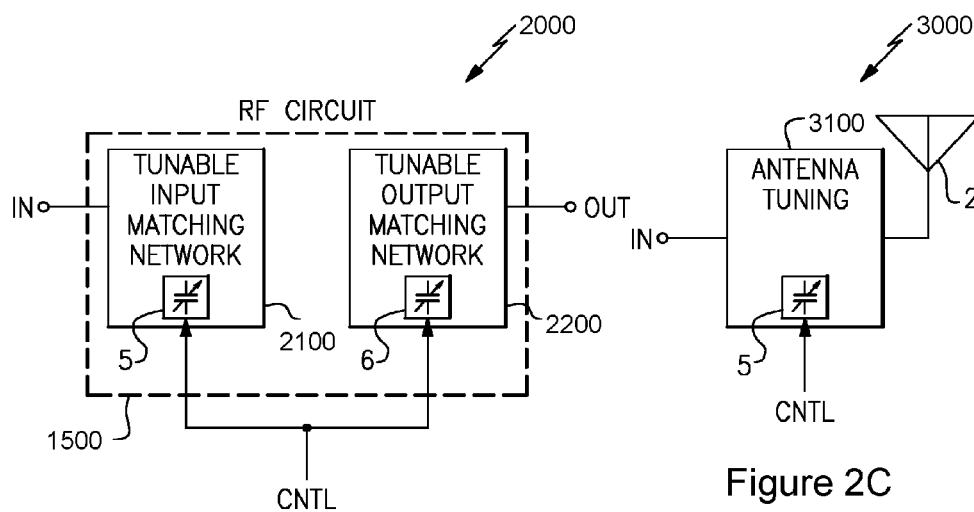 2000
RF CIRCUIT
TUNABLE
INPUT
MATCHING
NETWORK
TUNABLE
OUTPUT
MATCHING
NETWORK
IN
OUT
5
2100
6
2200
1500
CNTL
3000
3100
ANTENNA
TUNING
2
IN
5
CNTL
Figure 2C